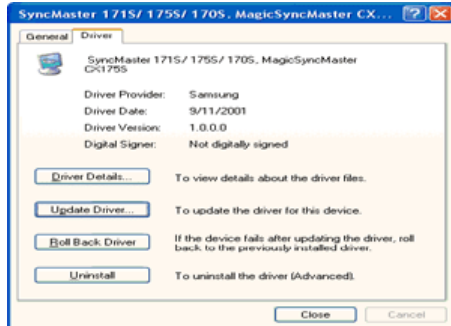 SyncMaster 171S/ 175S/ 170S, MagicSyncMaster CX...
General
Driver
SyncMaster 171S/ 175S/ 170S, MagicSyncMaster
CX175S
Driver Provider: Samsung
Driver Date: 9/11/2001
Driver Version: 1.0.0.0
Digital Signer: Not digitally signed
Driver Details... To view details about the driver files.
Update Driver... To update the driver for this device.
Roll Back Driver If the device fails after updating the driver, roll
back to the previously installed driver.
Uninstall To uninstall the driver (Advanced).
Close Cancel